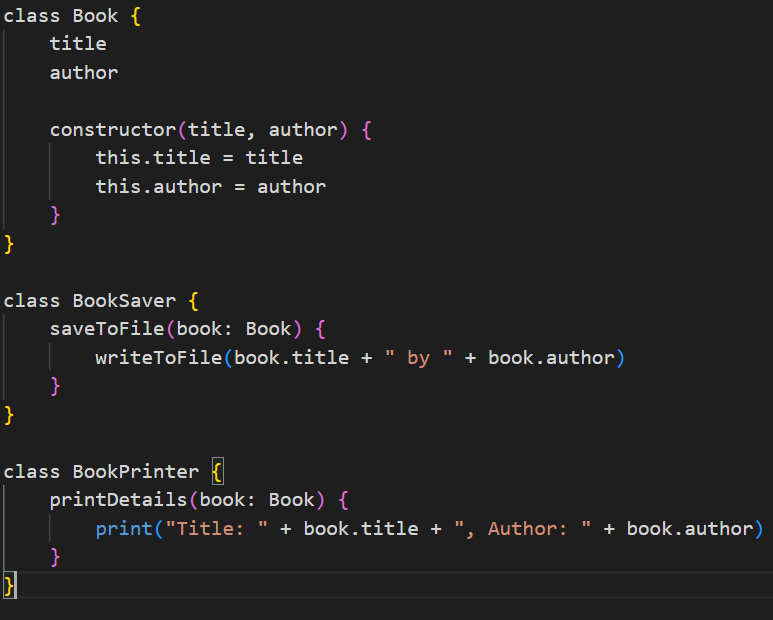 class Book {
    title
    author

    constructor(title, author) {
        this.title = title
        this.author = author
    }
}

class BookSaver {
    saveToFile(book: Book) {
        writeToFile(book.title + " by " + book.author)
    }
}

class BookPrinter {
    printDetails(book: Book) {
        print("Title: " + book.title + ", Author: " + book.author)
    }
}